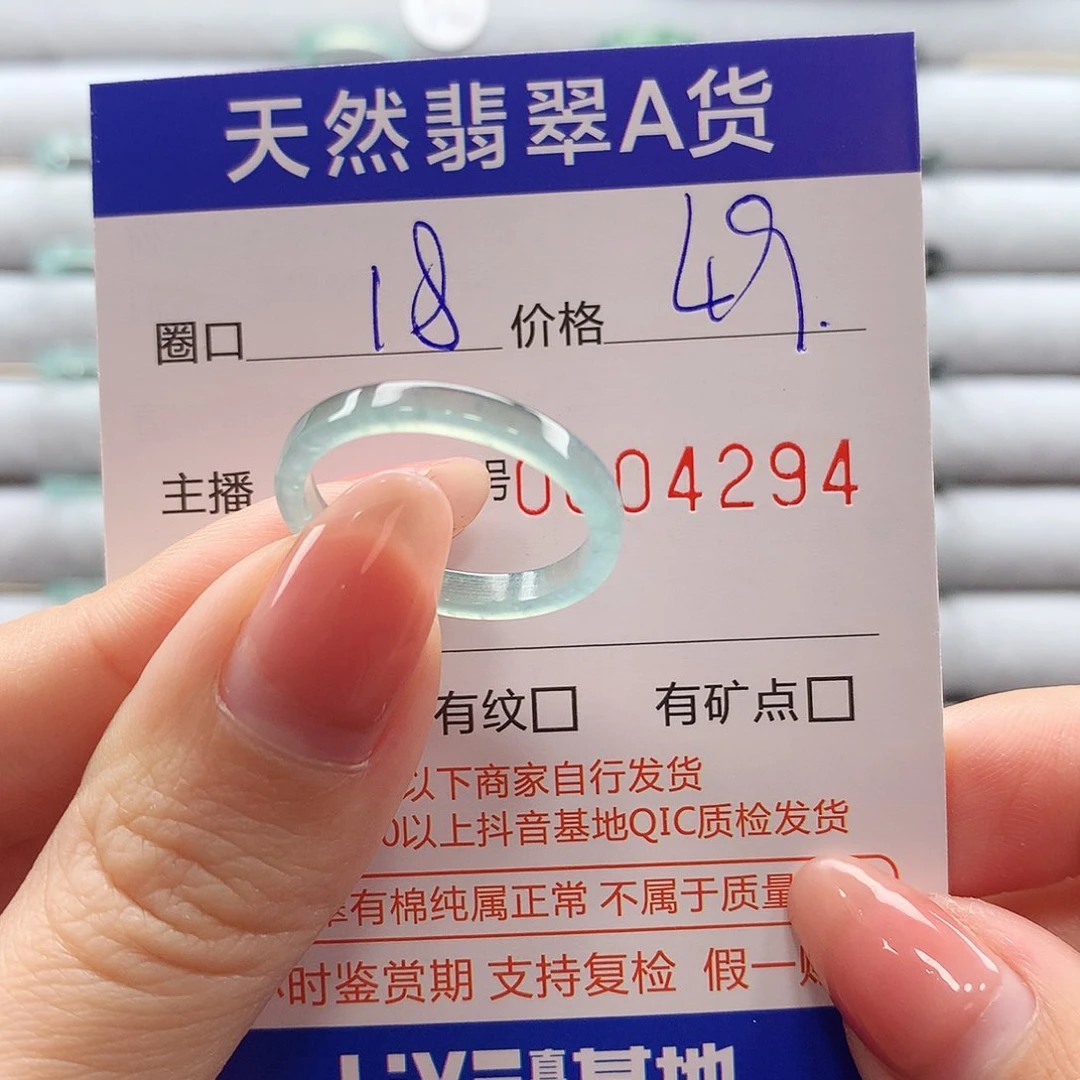 天然翡翠A货
圈口 18 价格 49.
主播 号 04294
有纹□ 有矿点□
以下商家自行发货
0以上抖音基地QIC质检发货
有棉纯属正常 不属于质量
时鉴赏期 支持复检 假一
基地